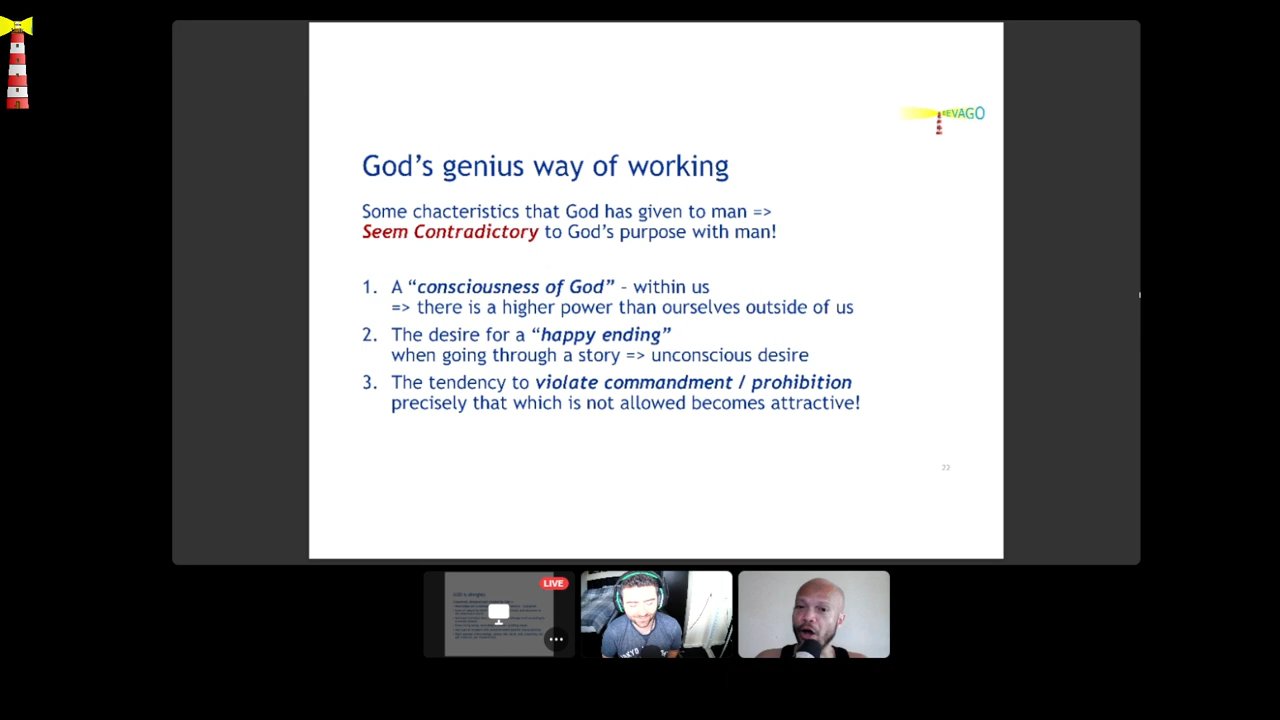 EVAGO
God’s genius way of working
Some chacteristics that God has given to man =>
Seem Contradictory to God’s purpose with man!
1. A “consciousness of God” – within us
=> there is a higher power than ourselves outside of us
2. The desire for a “happy ending”
when going through a story => unconscious desire
3. The tendency to violate commandment / prohibition
precisely that which is not allowed becomes attractive!
22
LIVE